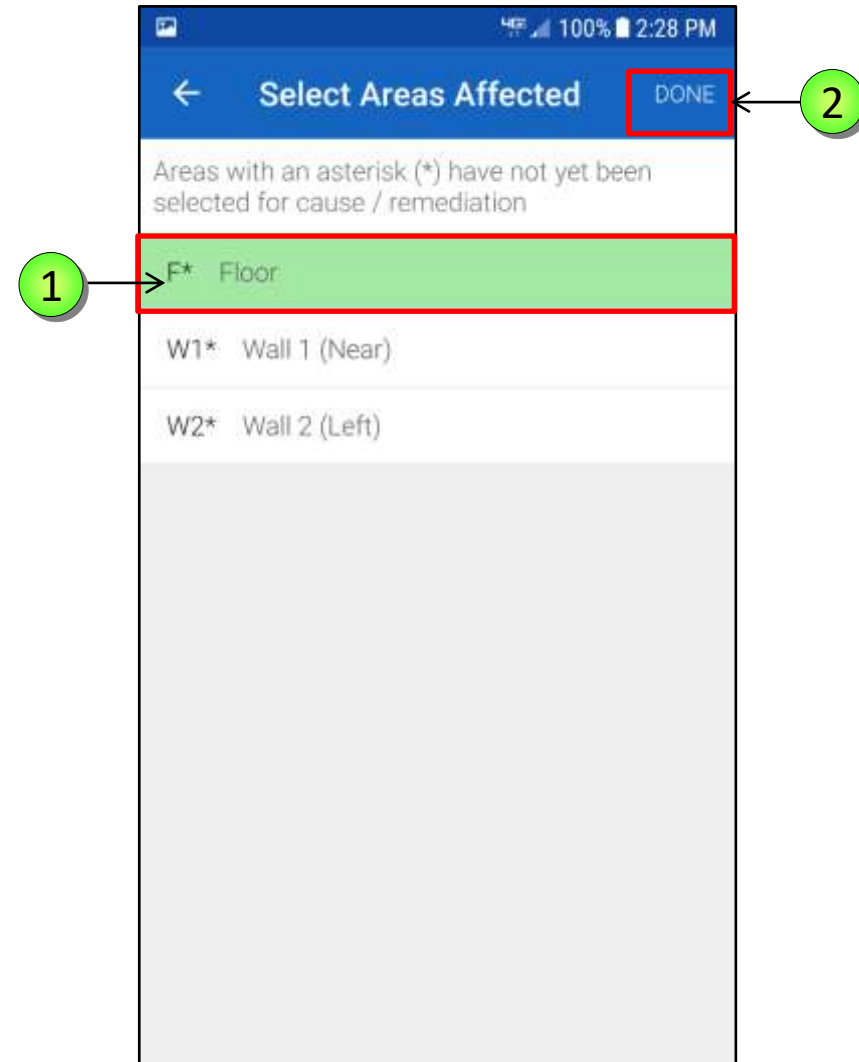 100% 2:28 PM
Select Areas Affected DONE
2
Areas with an asterisk (*) have not yet been
selected for cause / remediation
1
F* Floor
W1* Wall 1 (Near)
W2* Wall 2 (Left)